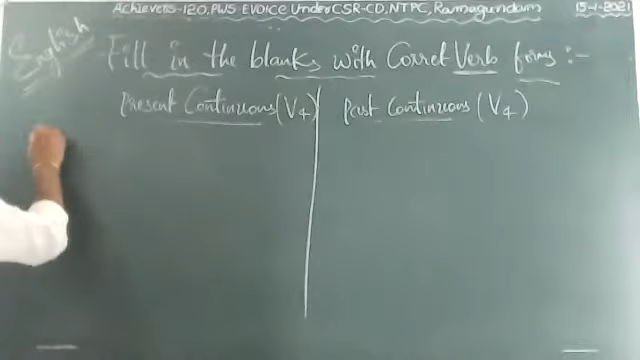 Achievers-120, PWS EVOICE Under CSR-CD, NTPC, Ramagundam 15-4-2021
English
Fill in the blanks with Corret Verb forms :-
Present Continuous (V4) Past Continuous (V4)